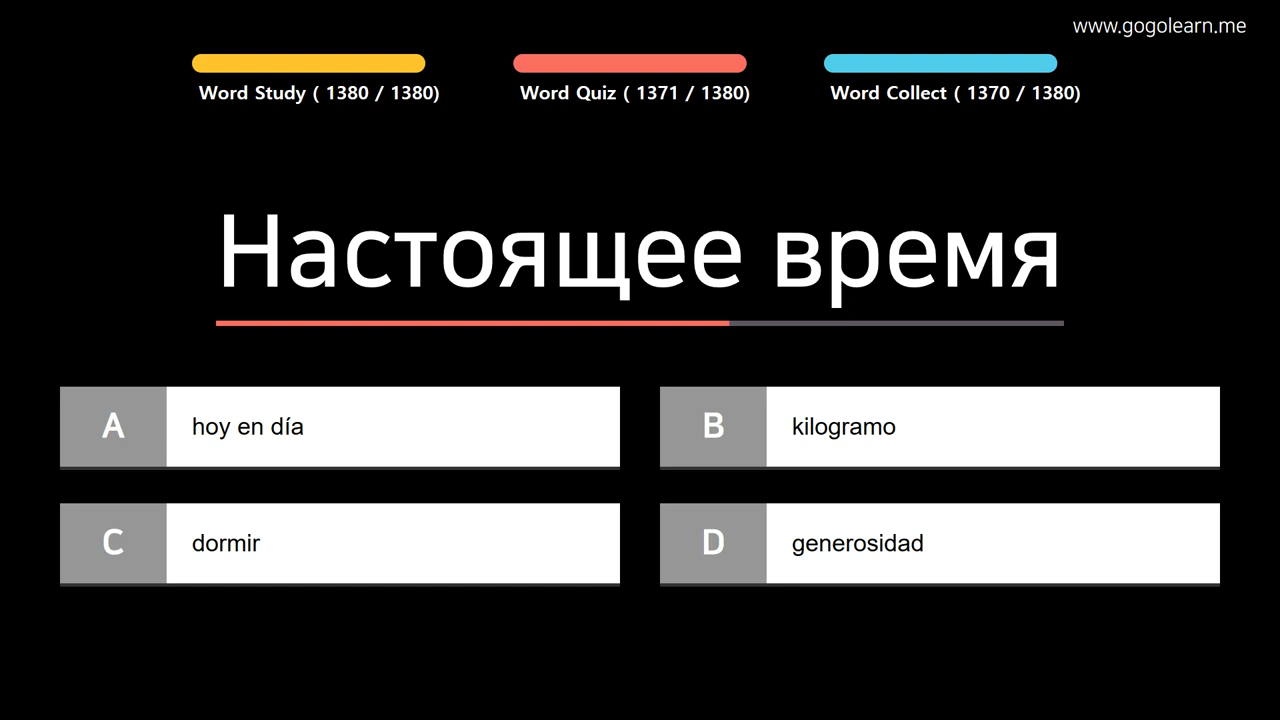 www.gogolearn.me
Word Study ( 1380 / 1380)
Word Quiz ( 1371 / 1380)
Word Collect ( 1370 / 1380)
Настоящее время
A hoy en día
B kilogramo
C dormir
D generosidad